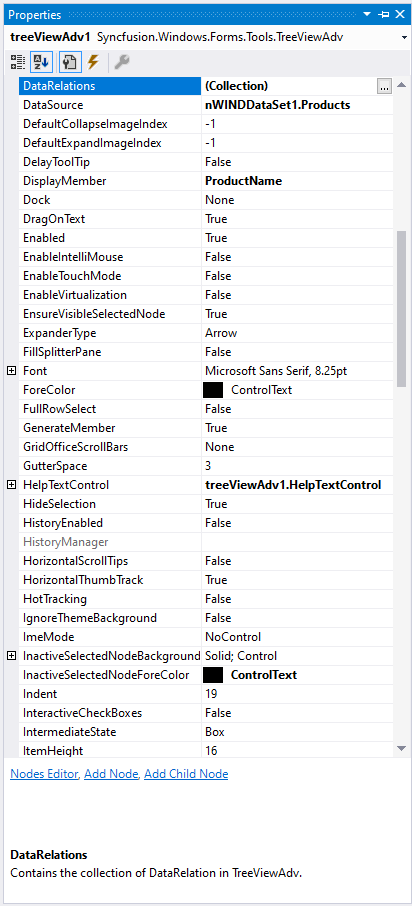 Properties
treeViewAdv1 Syncfusion.Windows.Forms.Tools.TreeViewAdv
DataRelations (Collection) ...
DataSource nWINDDataSet1.Products
DefaultCollapseImageIndex -1
DefaultExpandImageIndex -1
DelayToolTip False
DisplayMember ProductName
Dock None
DragOnText True
Enabled True
EnableIntelliMouse False
EnableTouchMode False
EnableVirtualization False
EnsureVisibleSelectedNode True
ExpanderType Arrow
FillSplitterPane False
Font Microsoft Sans Serif, 8.25pt
ForeColor ControlText
FullRowSelect False
GenerateMember True
GridOfficeScrollBars None
GutterSpace 3
HelpTextControl treeViewAdv1.HelpTextControl
HideSelection True
HistoryEnabled False
HistoryManager
HorizontalScrollTips False
HorizontalThumbTrack True
HotTracking False
IgnoreThemeBackground False
ImeMode NoControl
InactiveSelectedNodeBackground Solid; Control
InactiveSelectedNodeForeColor ControlText
Indent 19
InteractiveCheckBoxes False
IntermediateState Box
ItemHeight 16
Nodes Editor, Add Node, Add Child Node
DataRelations
Contains the collection of DataRelation in TreeViewAdv.